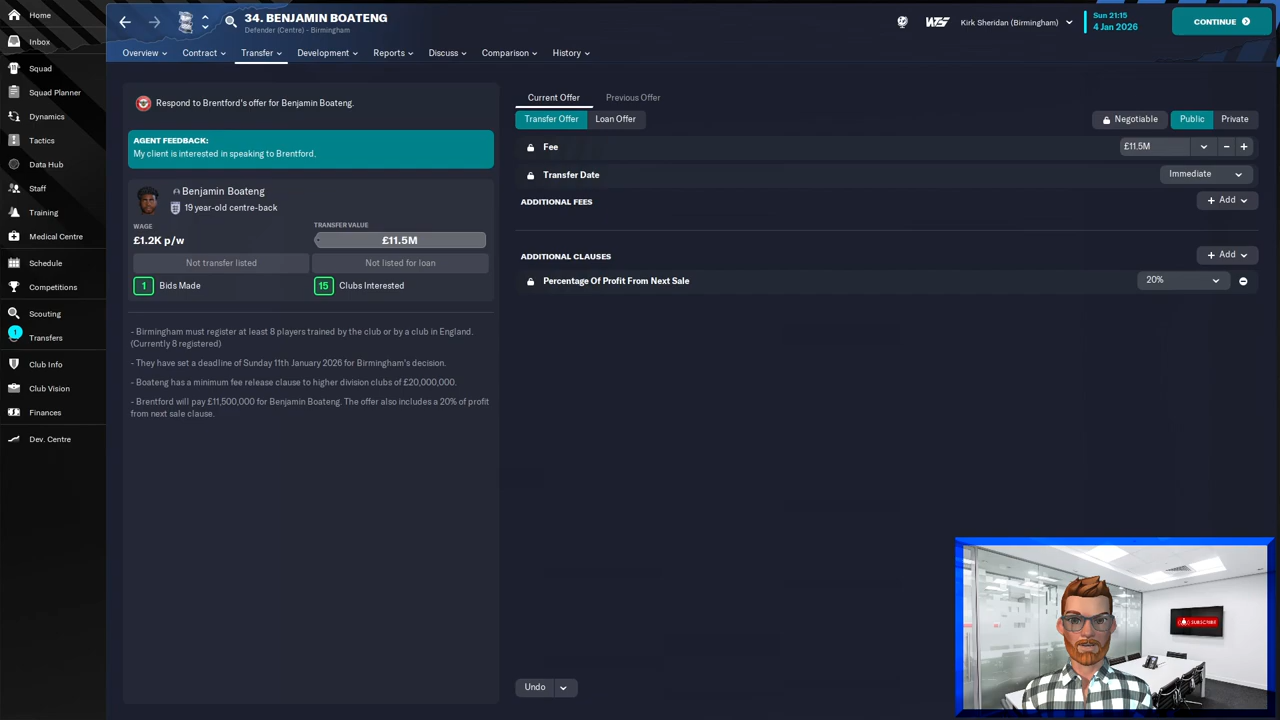 34. BENJAMIN BOATENG
Defender (Centre) - Birmingham
Kirk Sheridan (Birmingham)
Sun 21:15
4 Jan 2026
CONTINUE
Home
Inbox
Squad
Squad Planner
Dynamics
Tactics
Data Hub
Staff
Training
Medical Centre
Schedule
Competitions
Scouting
1
Transfers
Club Info
Club Vision
Finances
Dev. Centre
Overview
Contract
Transfer
Development
Reports
Discuss
Comparison
History
Respond to Brentford's offer for Benjamin Boateng.
AGENT FEEDBACK:
My client is interested in speaking to Brentford.
Benjamin Boateng
19 year-old centre-back
WAGE
£1.2K p/w
TRANSFER VALUE
£11.5M
Not transfer listed
Not listed for loan
1 Bids Made
15 Clubs Interested
- Birmingham must register at least 8 players trained by the club or by a club in England.
(Currently 8 registered)
- They have set a deadline of Sunday 11th January 2026 for Birmingham's decision.
- Boateng has a minimum fee release clause to higher division clubs of £20,000,000.
- Brentford will pay £11,500,000 for Benjamin Boateng. The offer also includes a 20% of profit
from next sale clause.
Current Offer
Previous Offer
Transfer Offer
Loan Offer
Negotiable
Public
Private
Fee
£11.5M
Transfer Date
Immediate
ADDITIONAL FEES
+ Add
ADDITIONAL CLAUSES
+ Add
Percentage Of Profit From Next Sale
20%
Undo
SUBSCRIBE